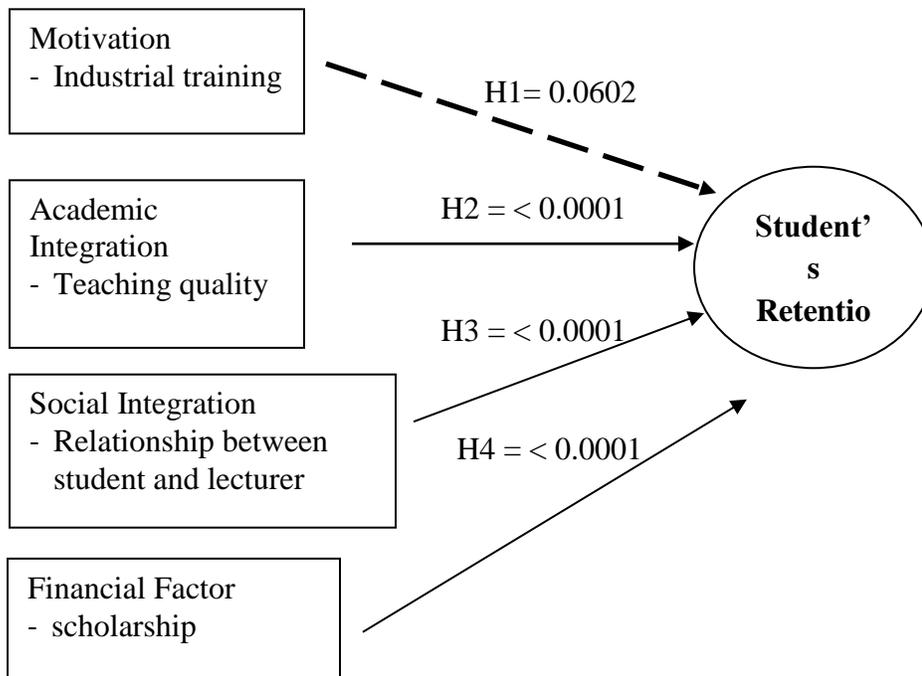 Motivation
- Industrial training
H1= 0.0602
Academic
Integration
- Teaching quality
H2 = < 0.0001
Student’
s
Retentio
H3 = < 0.0001
Social Integration
- Relationship between
student and lecturer
H4 = < 0.0001
Financial Factor
- scholarship